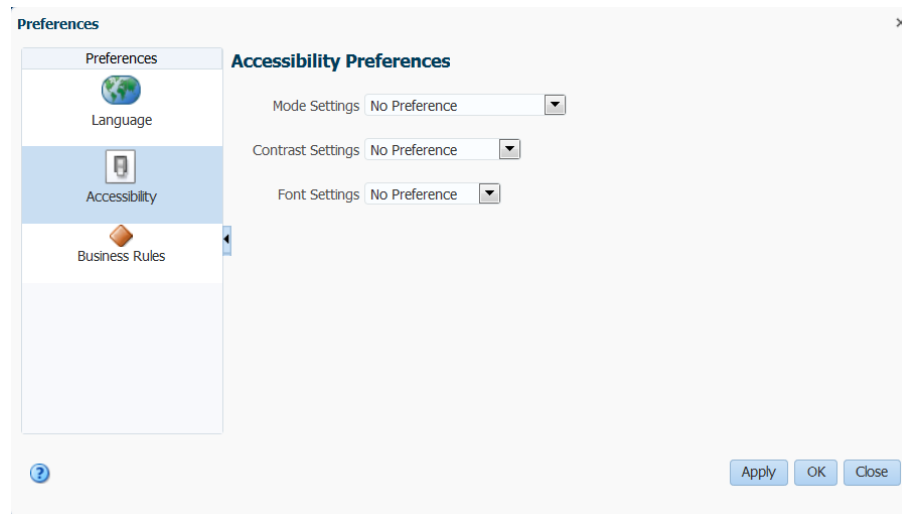 Preferences
Preferences
Language
Accessibility
Business Rules
Accessibility Preferences
Mode Settings No Preference
Contrast Settings No Preference
Font Settings No Preference
?
Apply OK Close